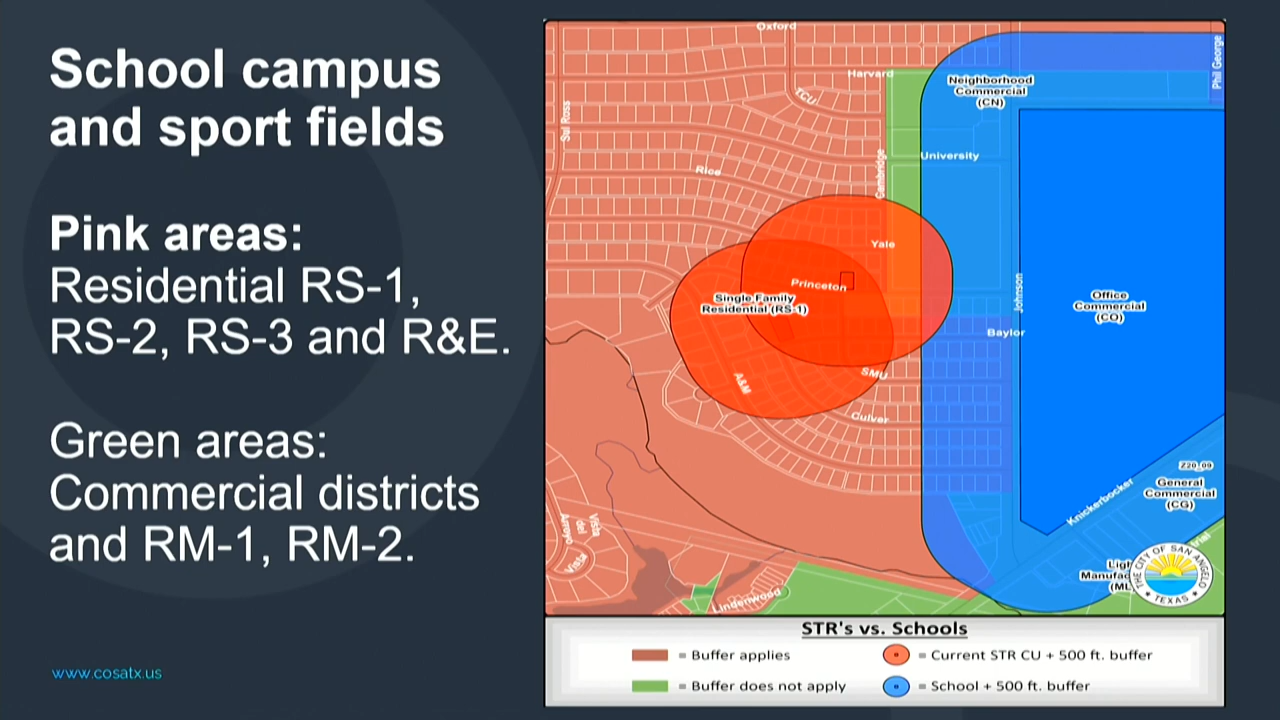 School campus
and sport fields
Pink areas:
Residential RS-1,
RS-2, RS-3 and R&E.
Green areas:
Commercial districts
and RM-1, RM-2.
www.cosatx.us
Oxford
Harvard
TCU
Sul Ross
Rice
Cambridge
University
Phil George
Neighborhood
Commercial
(CN)
Yale
Princeton
Single-Family
Residential (RS-1)
Johnson
Office
Commercial
(CO)
Baylor
SMU
A&M
Culver
Z20_09
General
Commercial
(CG)
Knickerbocker
Vista
del
Arroyo
Vista
Lindenwood
THE CITY OF SAN ANGELO
TEXAS
STR's vs. Schools
= Buffer applies
= Current STR CU + 500 ft. buffer
= Buffer does not apply
= School + 500 ft. buffer